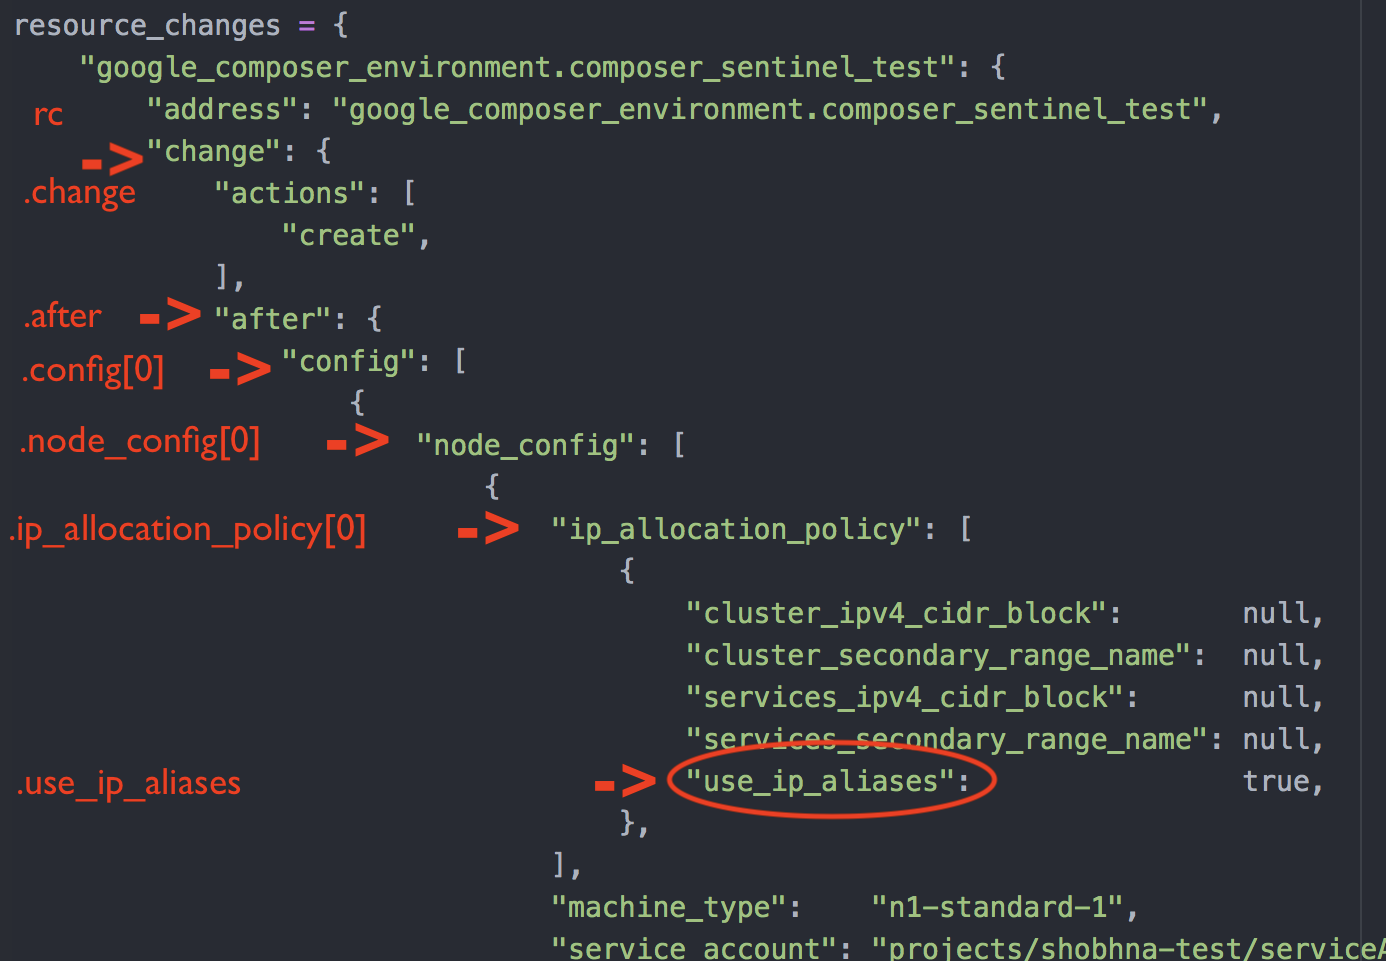 resource_changes = {
"google_composer_environment.composer_sentinel_test": {
rc "address": "google_composer_environment.composer_sentinel_test",
-> "change": {
.change "actions": [
"create",
],
.after -> "after": {
.config[0] -> "config": [
{
.node_config[0] -> "node_config": [
{
.ip_allocation_policy[0] -> "ip_allocation_policy": [
{
"cluster_ipv4_cidr_block": null,
"cluster_secondary_range_name": null,
"services_ipv4_cidr_block": null,
"services_secondary_range_name": null,
.use_ip_aliases -> "use_ip_aliases": true,
},
],
"machine_type": "n1-standard-1",
"service_account": "projects/shobhna-test/serviceA